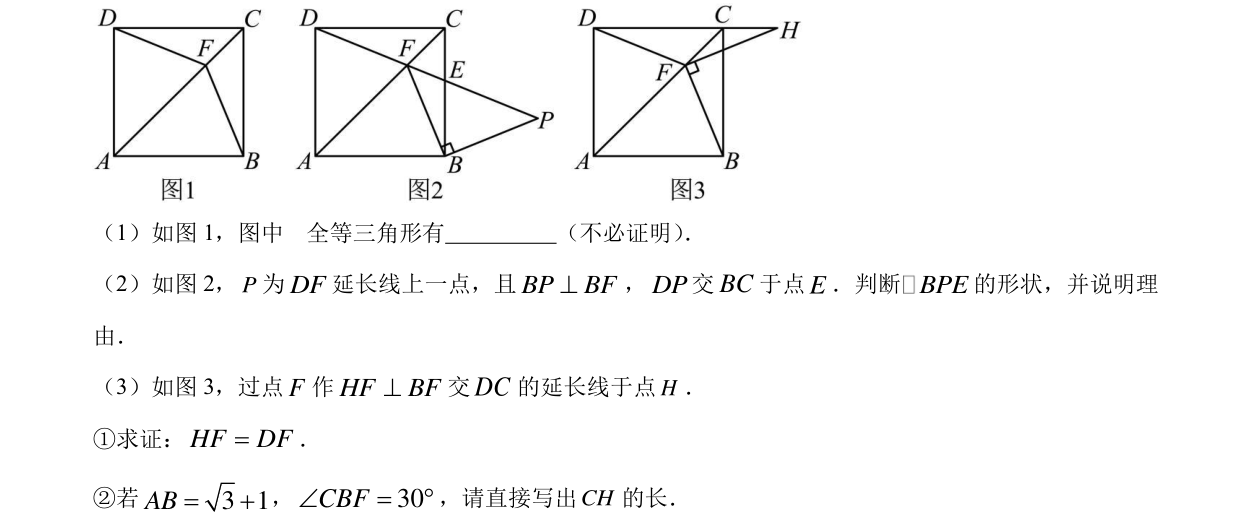 D C D C D C H
F F E F
P
A B A B A B
图1 图2 图3
（1）如图 1，图中 全等三角形有__________（不必证明）.
（2）如图 2， P 为 DF 延长线上一点，且 BP ⊥ BF ， DP 交 BC 于点 E ．判断□BPE 的形状，并说明理
由．
（3）如图 3，过点 F 作 HF ⊥ BF 交 DC 的延长线于点 H ．
①求证： HF = DF ．
②若 AB = √3 +1， ∠CBF = 30° ，请直接写出 CH 的长．